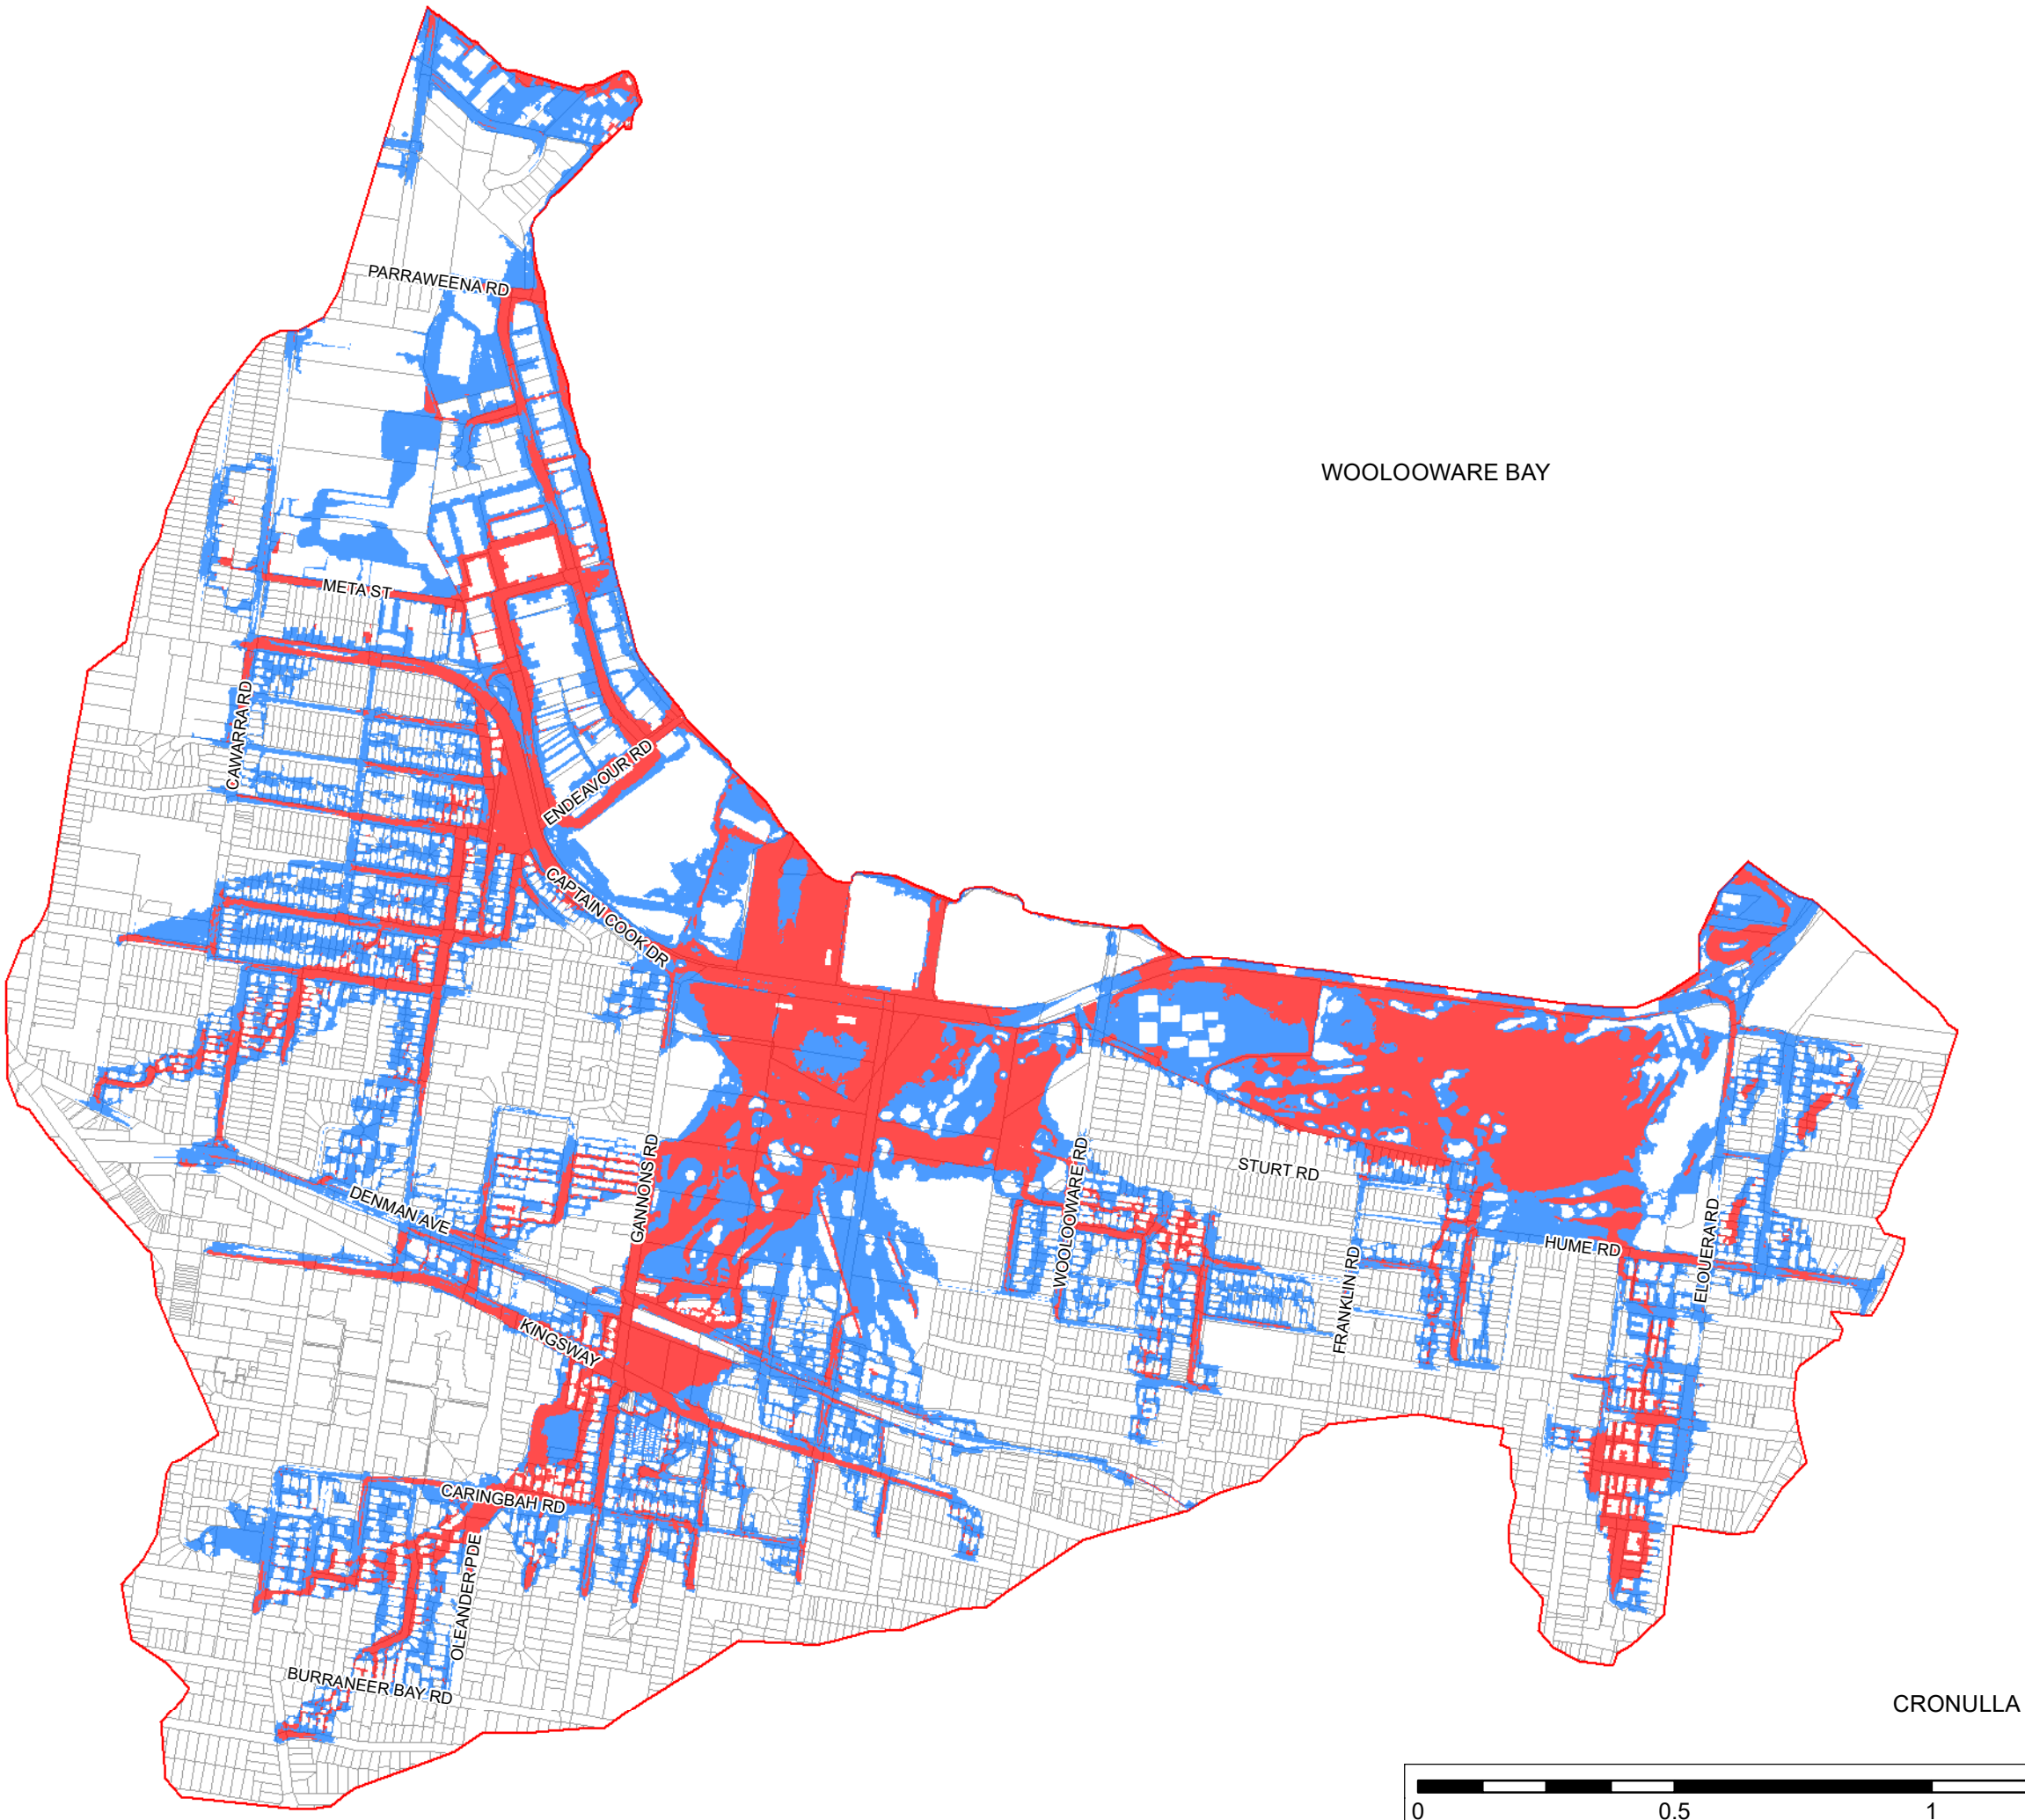 PARRAWEENA RD
WOOLOOWARE BAY
META ST
CAWARRA RD
ENDEAVOUR RD
CAPTAIN COOK DR
GANNONS RD
WOOLOOWARE RD
STURT RD
DENMAN AVE
ELOUERA RD
HUME RD
FRANKLIN RD
KINGSWAY
CARINGBAH RD
OLEANDER PDE
BURRANEER BAY RD
CRONULLA
0 0.5 1